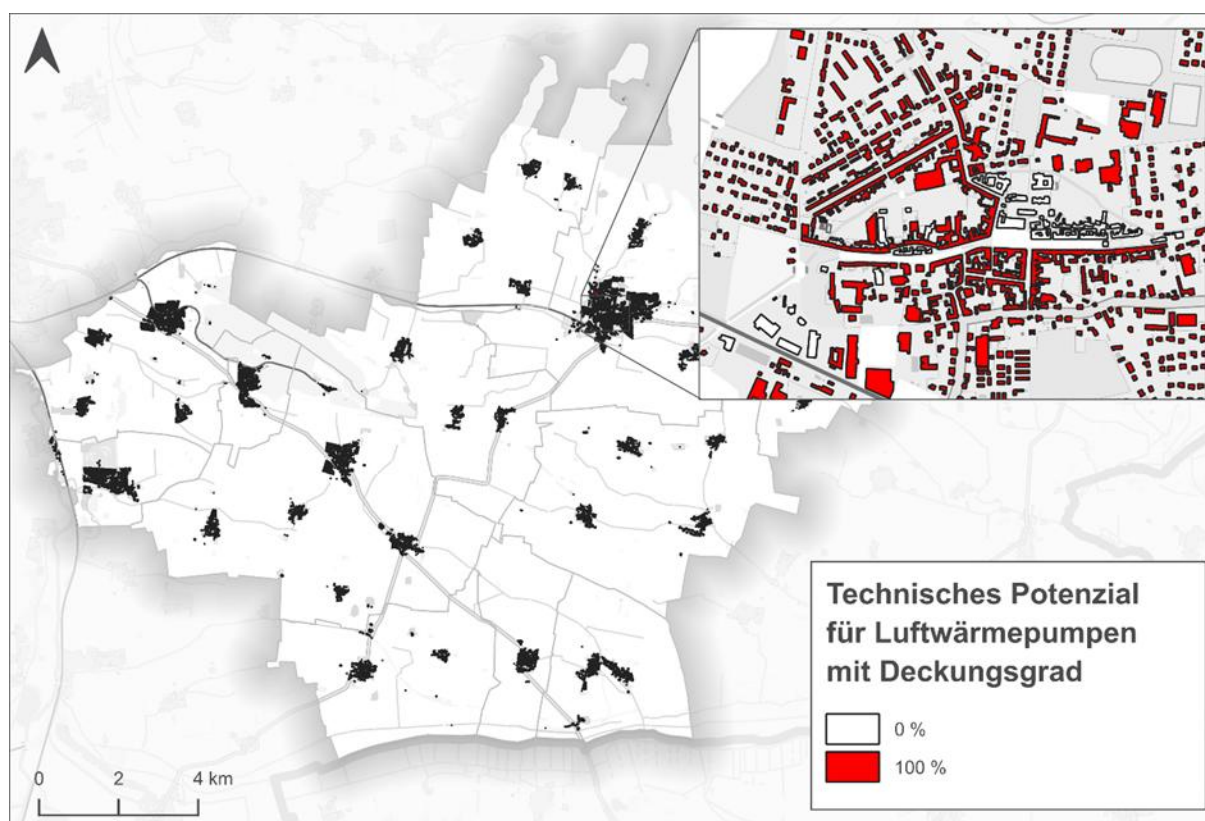 Technisches Potenzial
für Luftwärmepumpen
mit Deckungsgrad
0 %
100 %
0 2 4 km